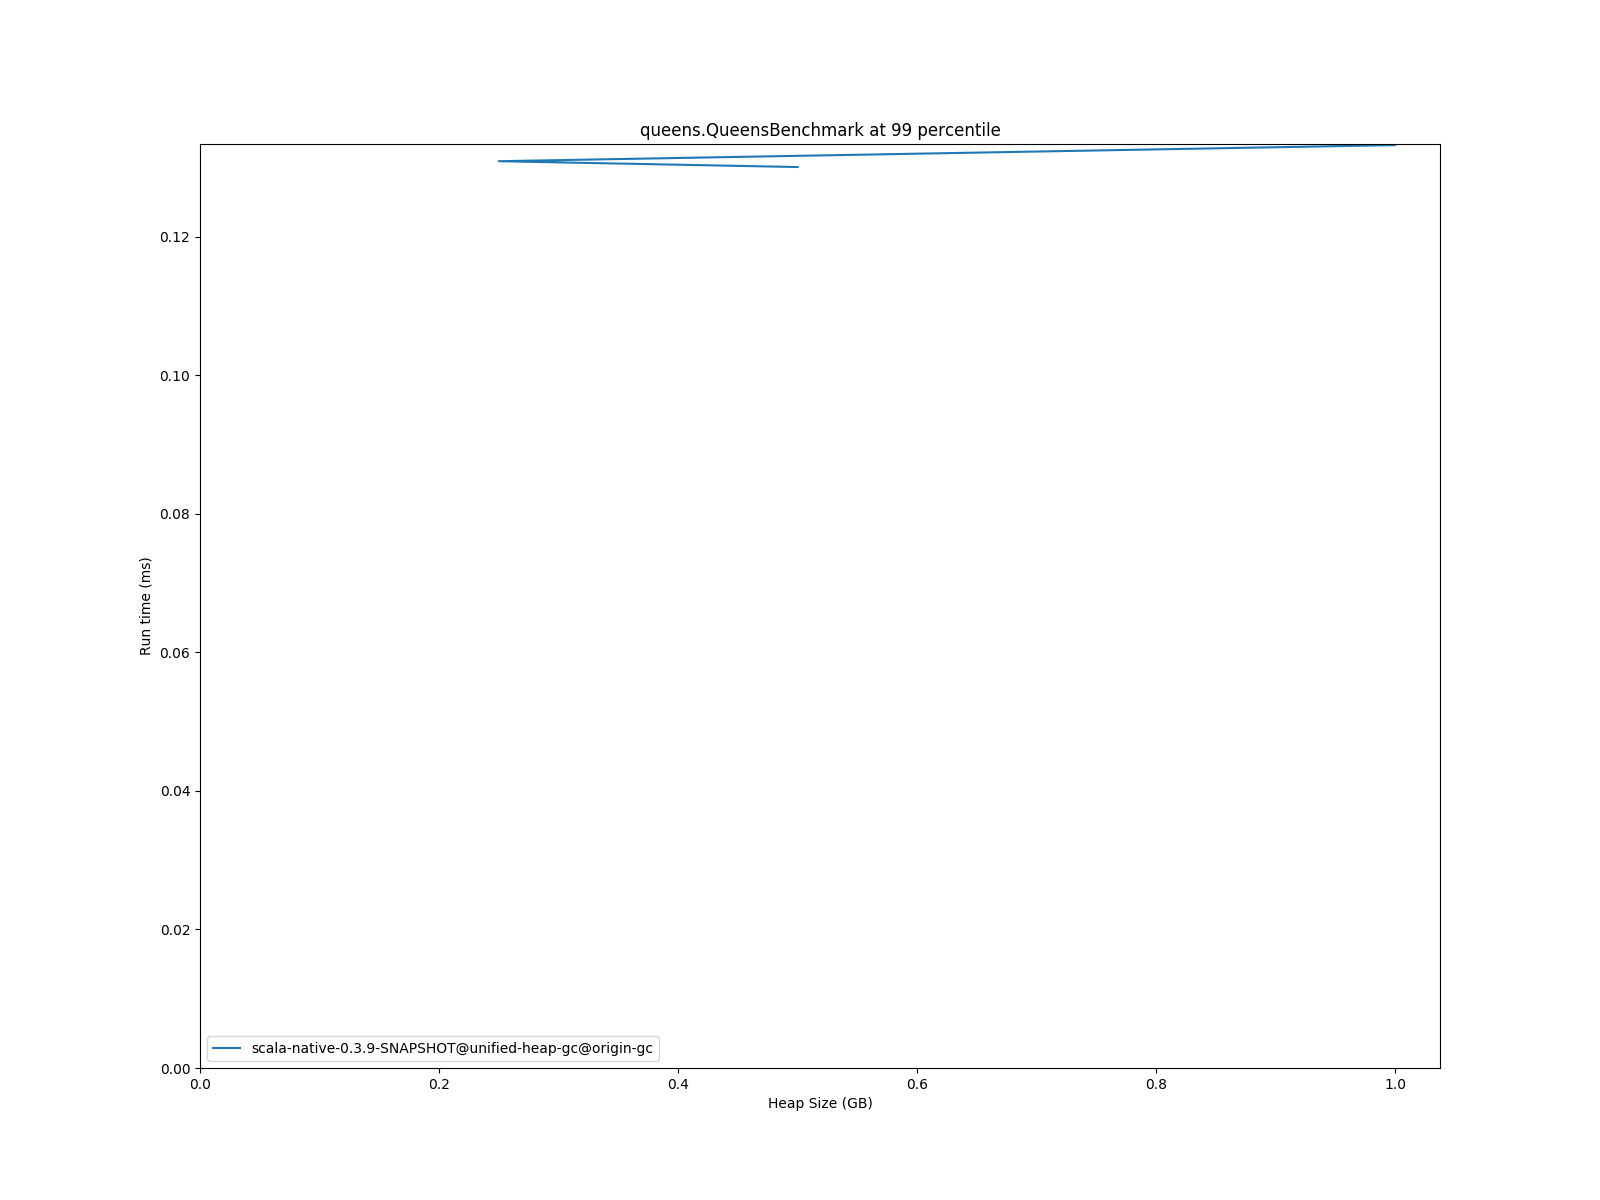 queens.QueensBenchmark at 99 percentile
0.12
0.10
0.08
0.06
0.04
0.02
0.00
Run time (ms)
scala-native-0.3.9-SNAPSHOT@unified-heap-gc@origin-gc
0.0 0.2 0.4 0.6 0.8 1.0
Heap Size (GB)